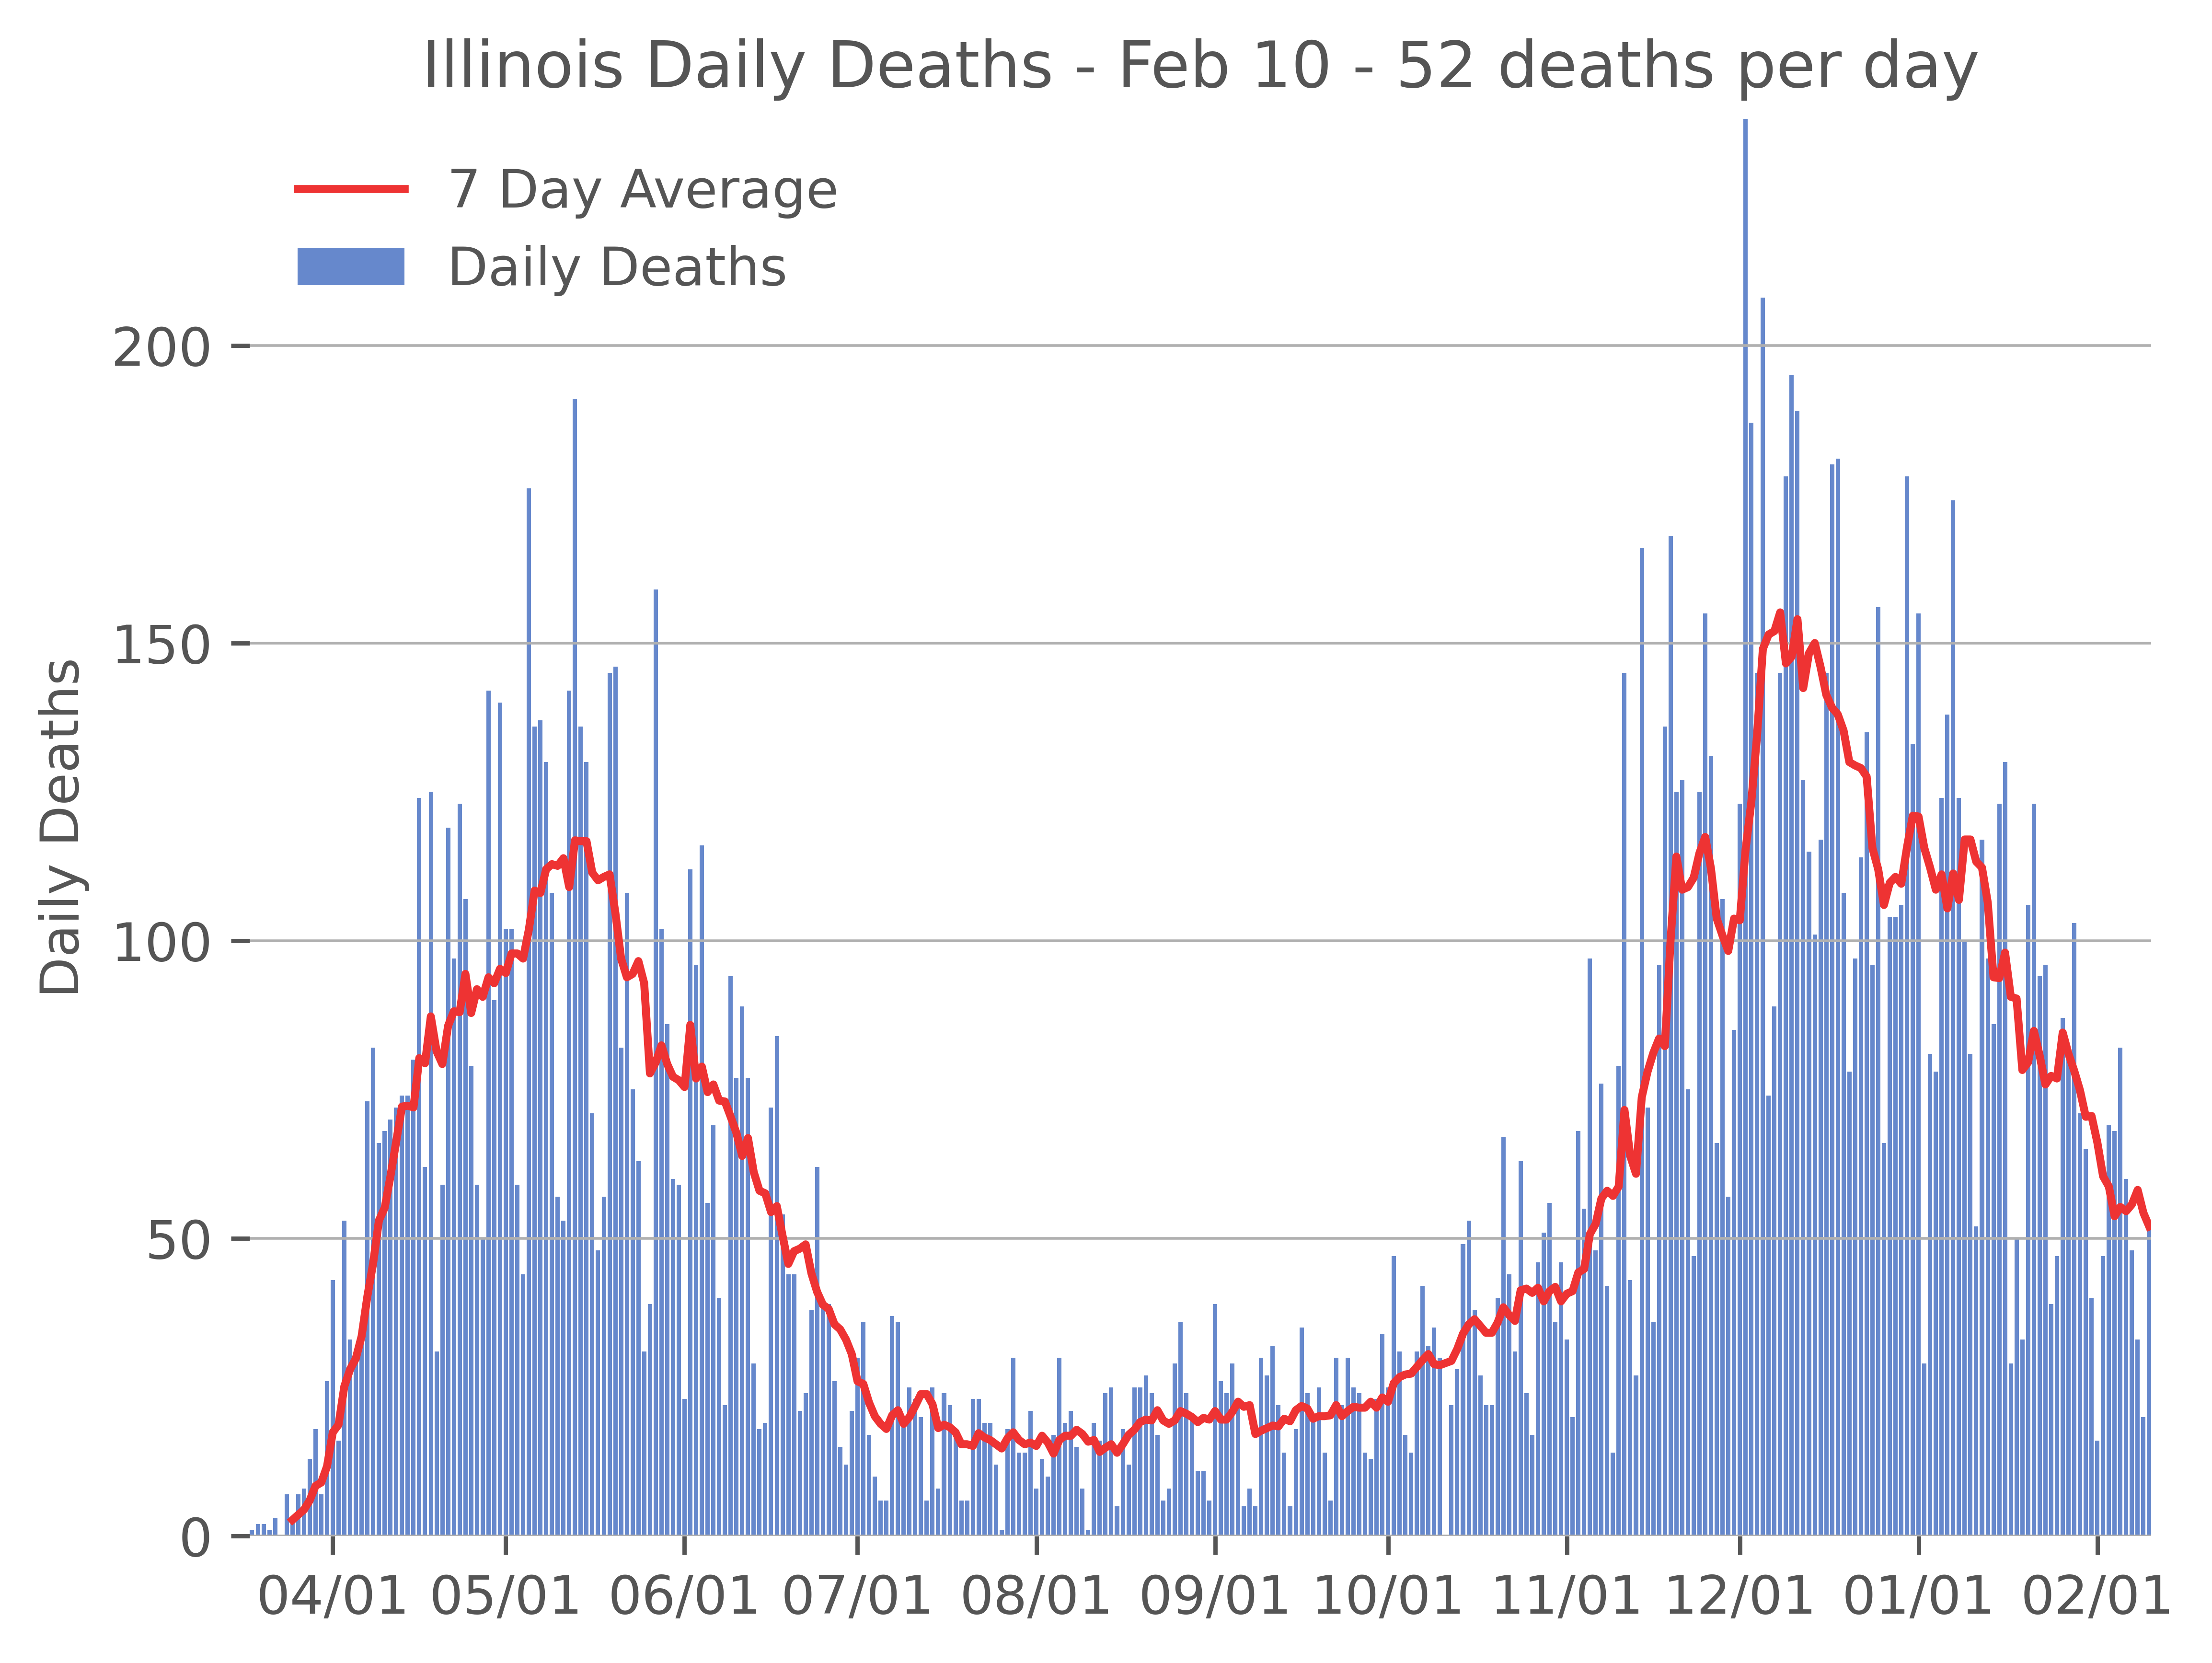 Illinois Daily Deaths - Feb 10 - 52 deaths per day
7 Day Average
Daily Deaths
Daily Deaths
200
150
100
50
0
04/01 05/01 06/01 07/01 08/01 09/01 10/01 11/01 12/01 01/01 02/01